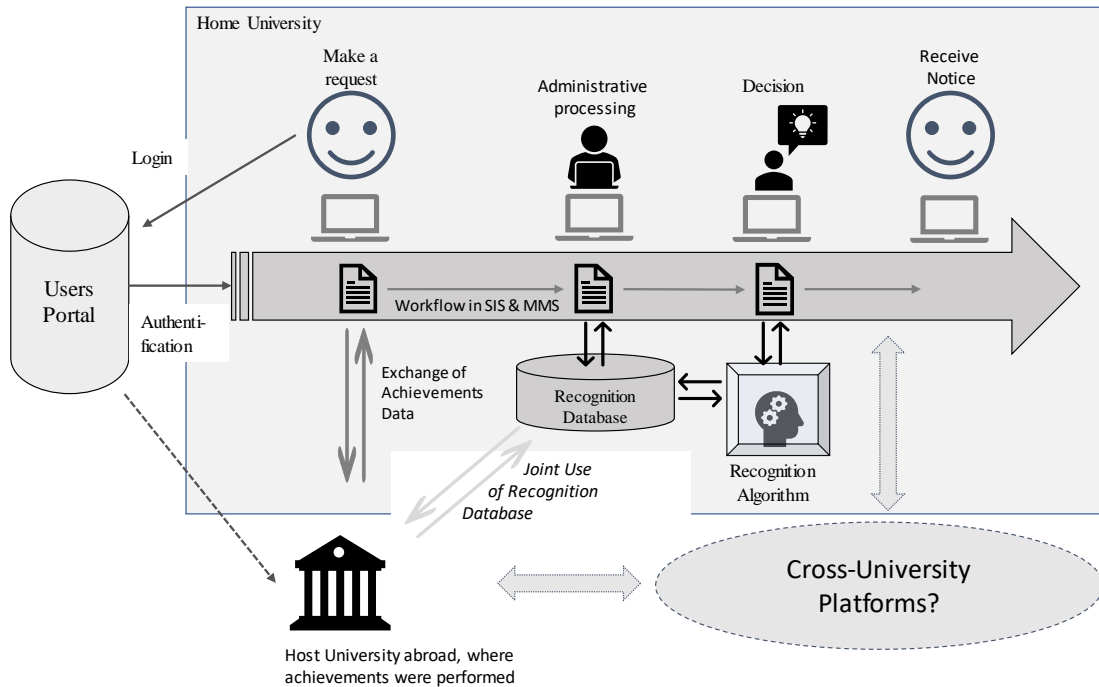 Home University
Make a
request
Administrative
processing
Decision
Receive
Notice
Login
Users
Portal
Authenti-
fification
Workflow in SIS & MMS
Exchange of
Achievements
Data
Recognition
Database
Recognition
Algorithm
Joint Use
of Recognition
Database
Cross-University
Platforms?
Host University abroad, where
achievements were performed